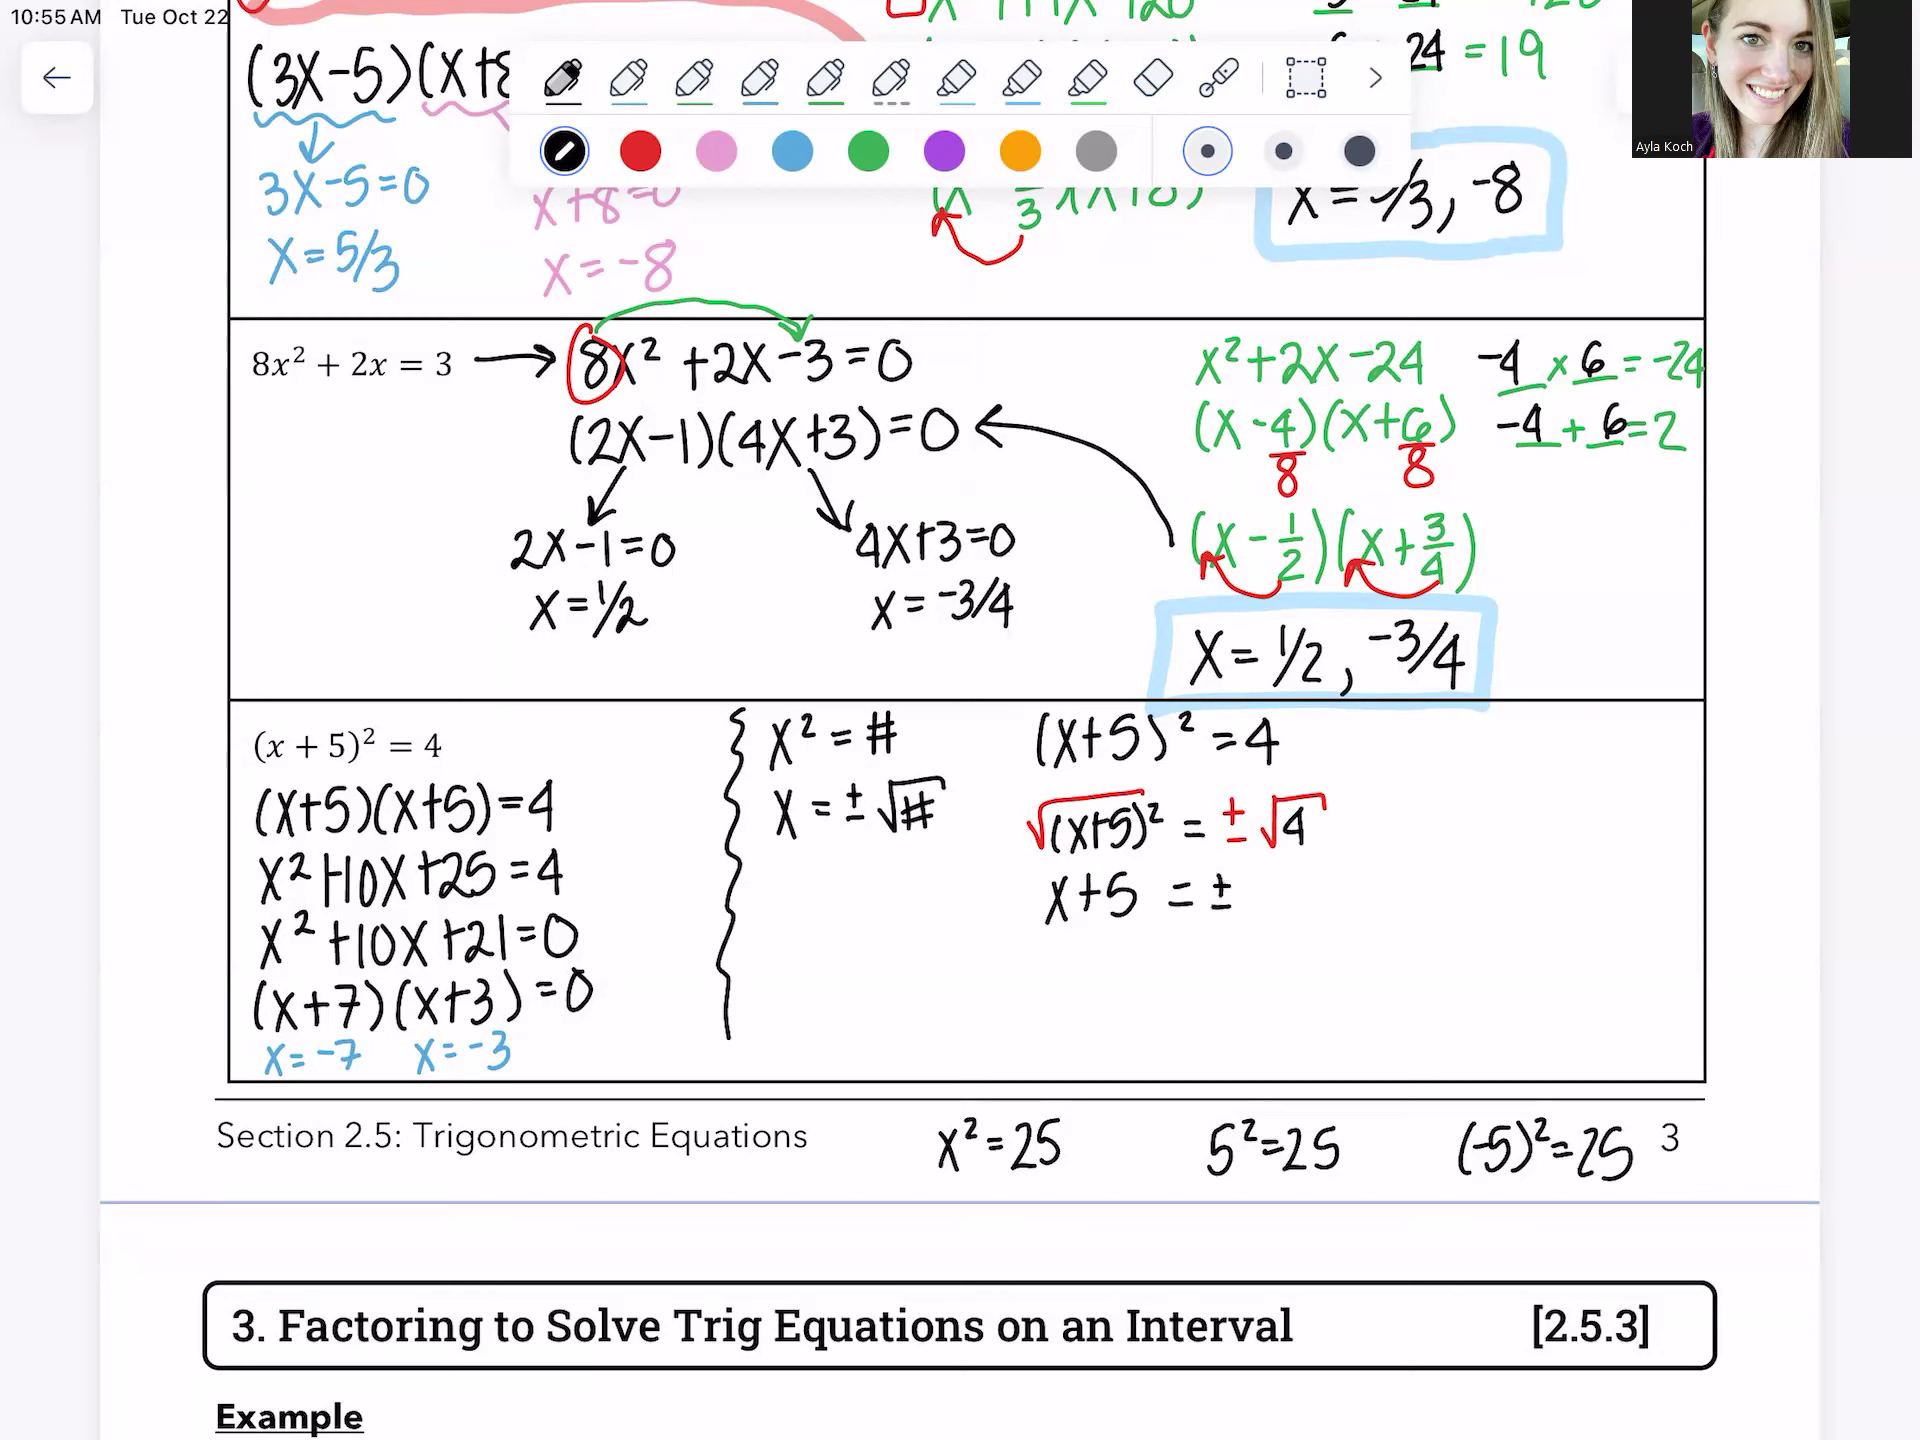 10:55 AM Tue Oct 22
= 19
(3x-5)(x+8
24
Ayla Koch
3x-5=0
x+8=0
x = 5/3
x = -8
, -8
8x² + 2x = 3
8x² +2x-3=0
(2x-1)(4x+3)=0
2x-1=0
4x+3=0
x=1/2
x = -3/4
x²+2x-24
-4 × 6 = -24
(x-4/8)(x+6/8)
-4 + 6 = 2
(x - 1/2)(x + 3/4)
x = 1/2, -3/4
(x + 5)² = 4
(x+5)(x+5)=4
x²+10x+25=4
x²+10x+21=0
(x+7)(x+3)=0
x=-7 x=-3
x² = #
x = ± √#
(x+5)² = 4
√(x+5)² = ± √4
x+5 = ±
Section 2.5: Trigonometric Equations
x²=25 5²=25 (-5)²=25
3
3. Factoring to Solve Trig Equations on an Interval [2.5.3]
Example